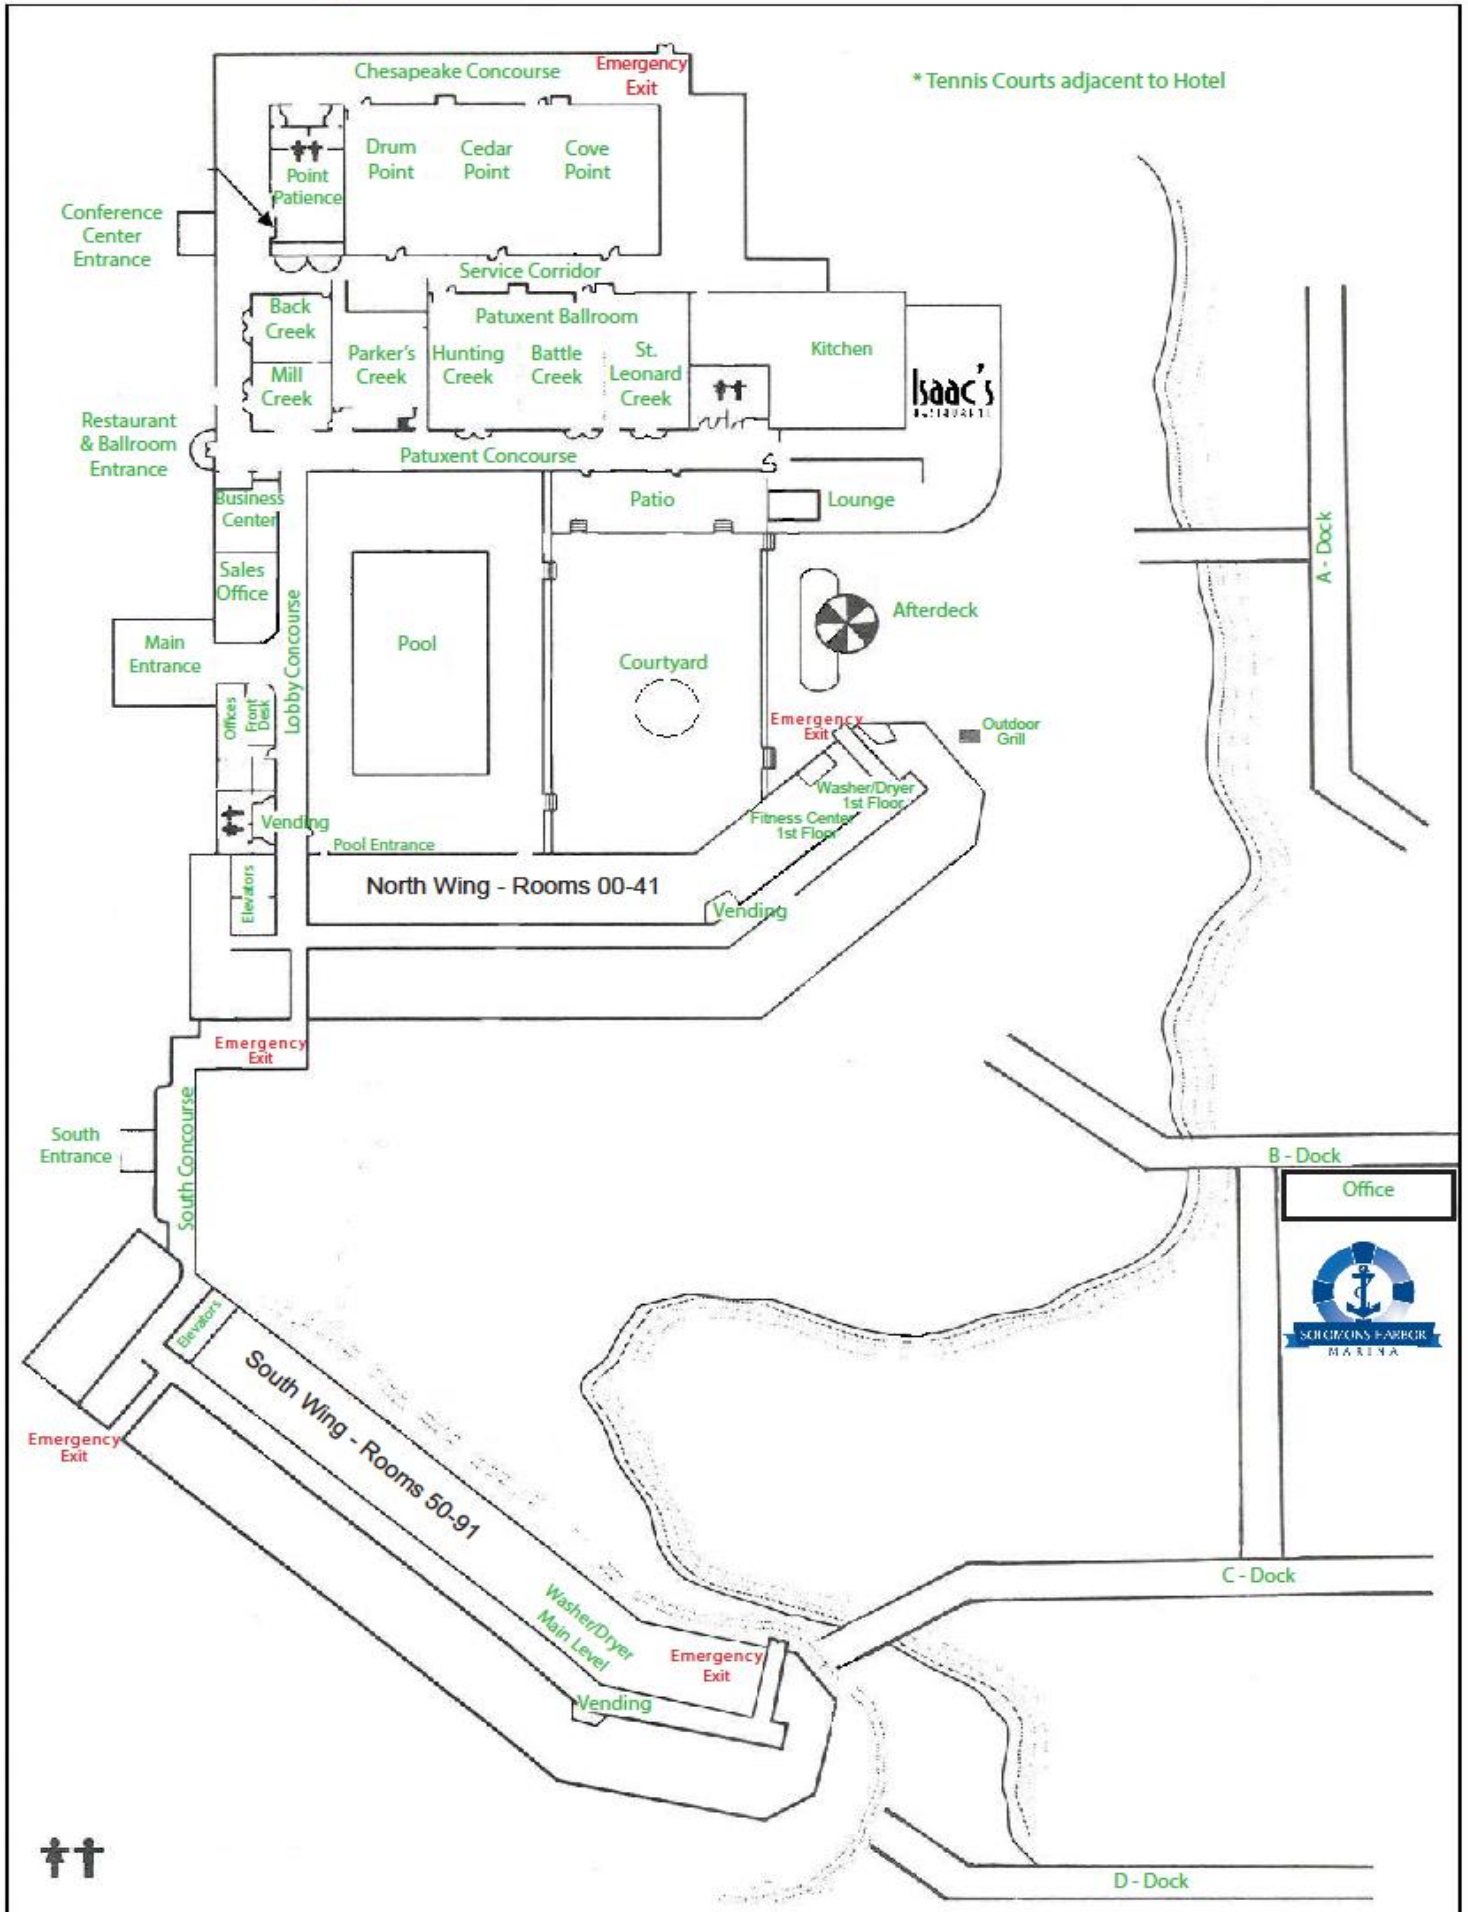 Chesapeake Concourse
Emergency
Exit
* Tennis Courts adjacent to Hotel
Drum
Point
Cedar
Point
Cove
Point
Point
Patience
Conference
Center
Entrance
Service Corridor
Back
Creek
Patuxent Ballroom
Parker's
Creek
Hunting
Creek
Battle
Creek
St.
Leonard
Creek
Kitchen
Mill
Creek
Isaac's
Restaurant
& Ballroom
Entrance
Patuxent Concourse
Business
Center
Patio
Lounge
A - Dock
Sales
Office
Afterdeck
Main
Entrance
Lobby Concourse
Pool
Courtyard
Offices
Front
Desk
Emergency
Exit
Outdoor
Grill
Washer/Dryer
1st Floor
Fitness Center
1st Floor
Vending
Pool Entrance
Elevators
North Wing - Rooms 00-41
Vending
Emergency
Exit
South
Entrance
South Concourse
B - Dock
Office
SOLOMONS HARBOR
MARINA
Elevators
South Wing - Rooms 50-91
Emergency
Exit
C - Dock
Washer/Dryer
Main Level
Emergency
Exit
Vending
D - Dock